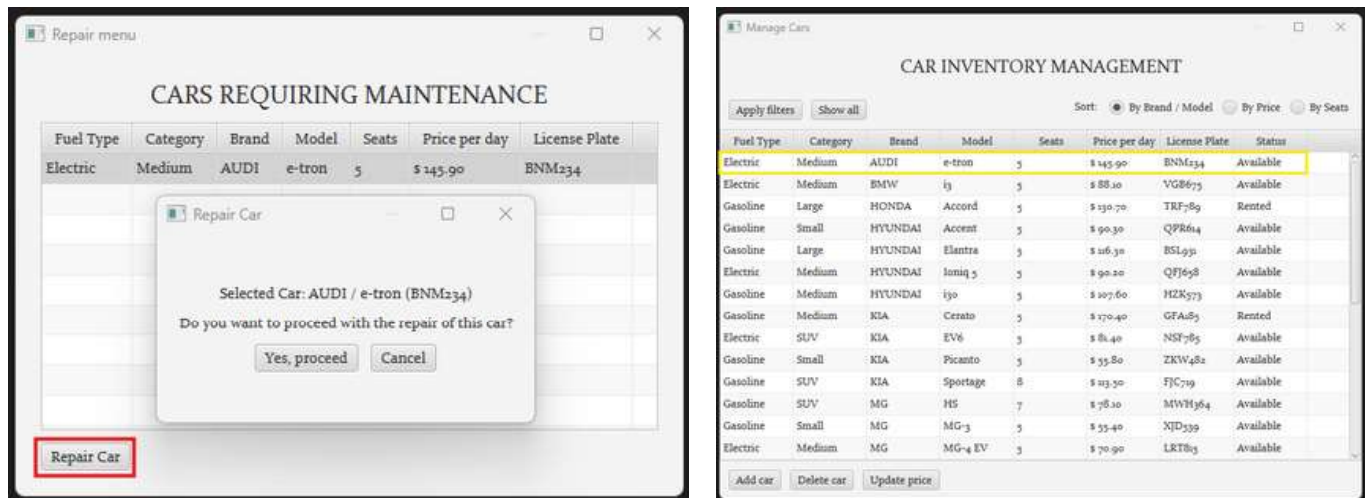 Repair menu
CARS REQUIRING MAINTENANCE
Fuel Type Category Brand Model Seats Price per day License Plate
Electric Medium AUDI e-tron 5 $ 145.90 BNM234
Repair Car
Selected Car: AUDI / e-tron (BNM234)
Do you want to proceed with the repair of this car?
Yes, proceed Cancel
Repair Car
Manage Cars
CAR INVENTORY MANAGEMENT
Apply filters Show all Sort: By Brand / Model By Price By Seats
Fuel Type Category Brand Model Seats Price per day License Plate Status
Electric Medium AUDI e-tron 5 $ 145.90 BNM234 Available
Electric Medium BMW i3 5 $ 88.10 VGB675 Available
Gasoline Large HONDA Accord 5 $ 130.70 TRF789 Rented
Gasoline Small HYUNDAI Accent 5 $ 90.30 QPR614 Available
Gasoline Large HYUNDAI Elantra 5 $ 116.30 BSL931 Available
Electric Medium HYUNDAI Ioniq 5 5 $ 90.20 QFJ658 Available
Gasoline Medium HYUNDAI i30 5 $ 107.60 HZK573 Available
Gasoline Medium KIA Cerato 5 $ 170.40 GFA185 Rented
Electric SUV KIA EV6 5 $ 81.40 NSF785 Available
Gasoline Small KIA Picanto 5 $ 55.80 ZKW482 Available
Gasoline SUV KIA Sportage 8 $ 113.50 FJC719 Available
Gasoline SUV MG HS 7 $ 78.10 MWH364 Available
Gasoline Small MG MG-3 5 $ 55.40 XJD539 Available
Electric Medium MG MG-4 EV 5 $ 70.90 LRT815 Available
Add car Delete car Update price